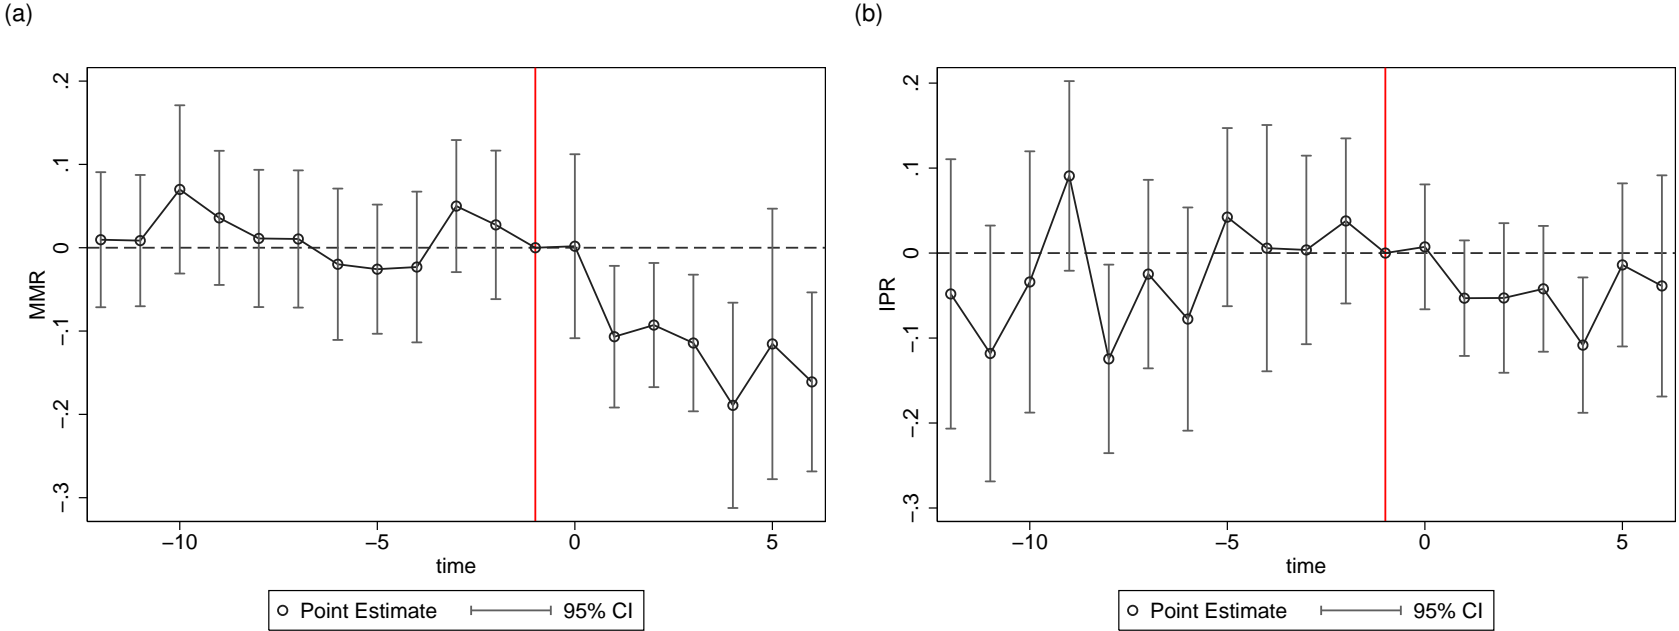 (a)
MMR
.2
.1
0
−.1
−.2
−.3
−10
−5
0
5
time
Point Estimate
95% CI
(b)
IPR
.2
.1
0
−.1
−.2
−.3
−10
−5
0
5
time
Point Estimate
95% CI